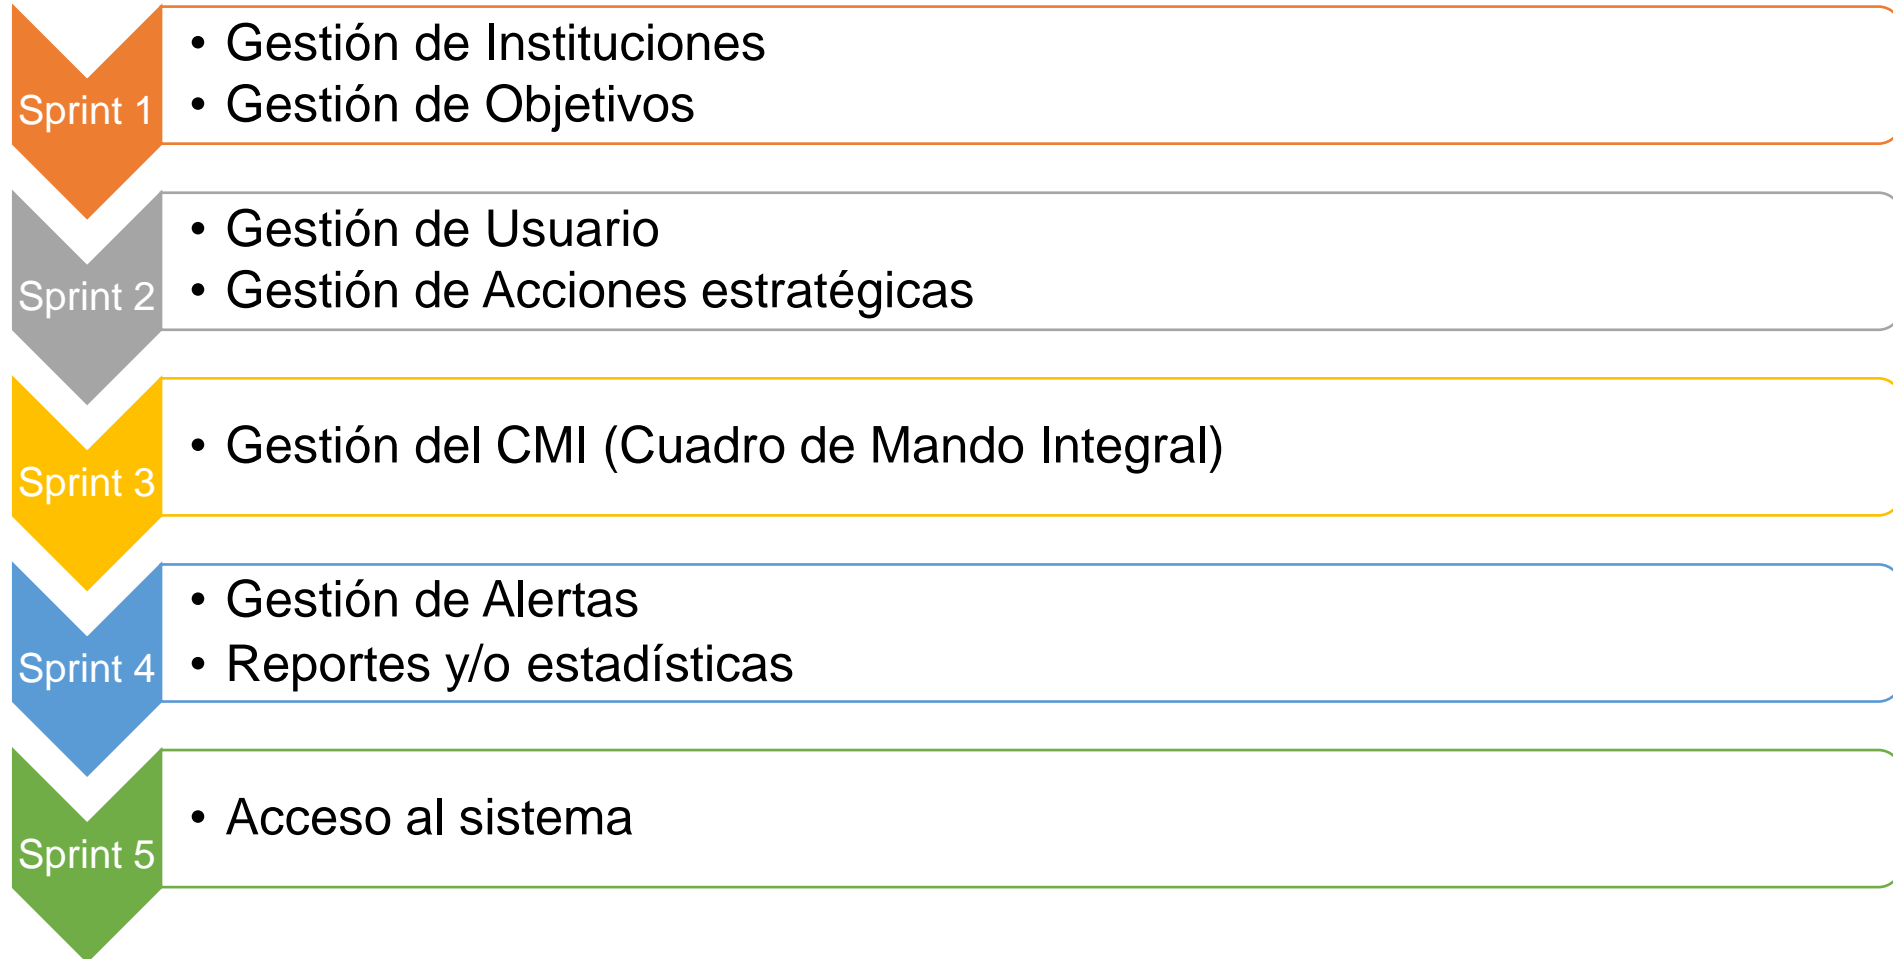 Sprint 1
• Gestión de Instituciones
• Gestión de Objetivos
Sprint 2
• Gestión de Usuario
• Gestión de Acciones estratégicas
Sprint 3
• Gestión del CMI (Cuadro de Mando Integral)
Sprint 4
• Gestión de Alertas
• Reportes y/o estadísticas
Sprint 5
• Acceso al sistema